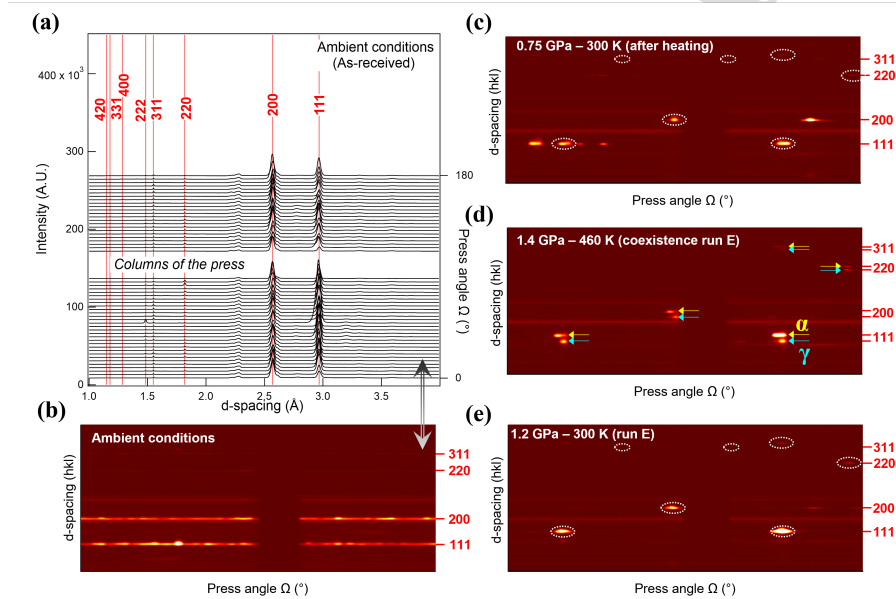 (a)
Ambient conditions
(As-received)
400 x 10³
300
200
100
0
Intensity (A.U.)
420
331
400
222
311
220
200
111
Columns of the press
180
0
Press angle Ω (°)
1.0
1.5
2.0
2.5
3.0
3.5
d-spacing (Å)
(b)
Ambient conditions
d-spacing (hkl)
311
220
200
111
Press angle Ω (°)
(c)
0.75 GPa – 300 K (after heating)
d-spacing (hkl)
311
220
200
111
Press angle Ω (°)
(d)
1.4 GPa – 460 K (coexistence run E)
d-spacing (hkl)
311
220
200
α
111
γ
Press angle Ω (°)
(e)
1.2 GPa – 300 K (run E)
d-spacing (hkl)
311
220
200
111
Press angle Ω (°)